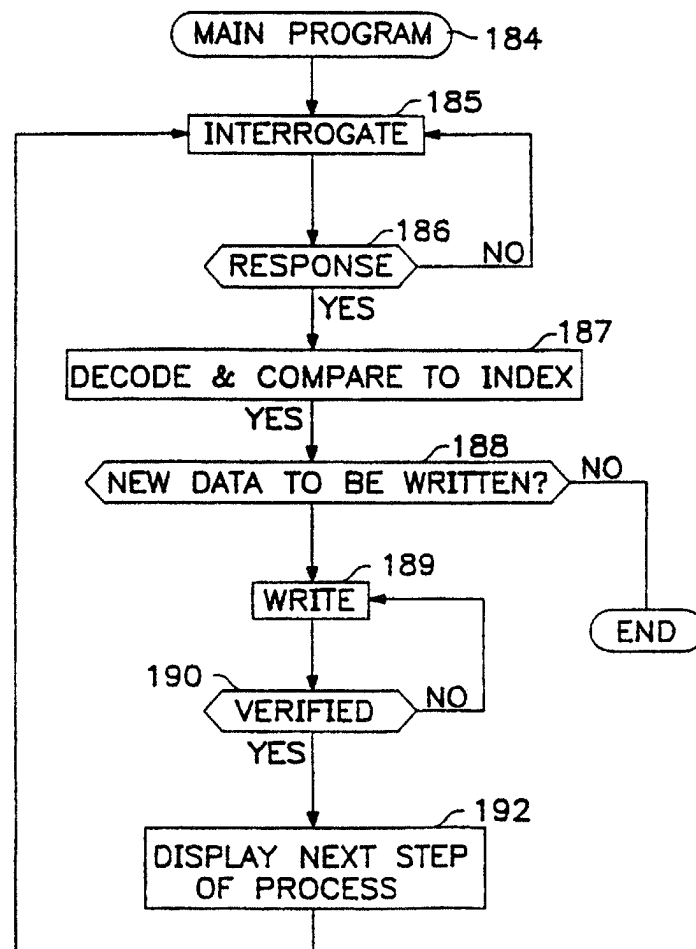 MAIN PROGRAM
184
185
INTERROGATE
186
RESPONSE
NO
YES
187
DECODE & COMPARE TO INDEX
YES
188
NEW DATA TO BE WRITTEN?
NO
189
WRITE
END
190
VERIFIED
NO
YES
192
DISPLAY NEXT STEP
OF PROCESS